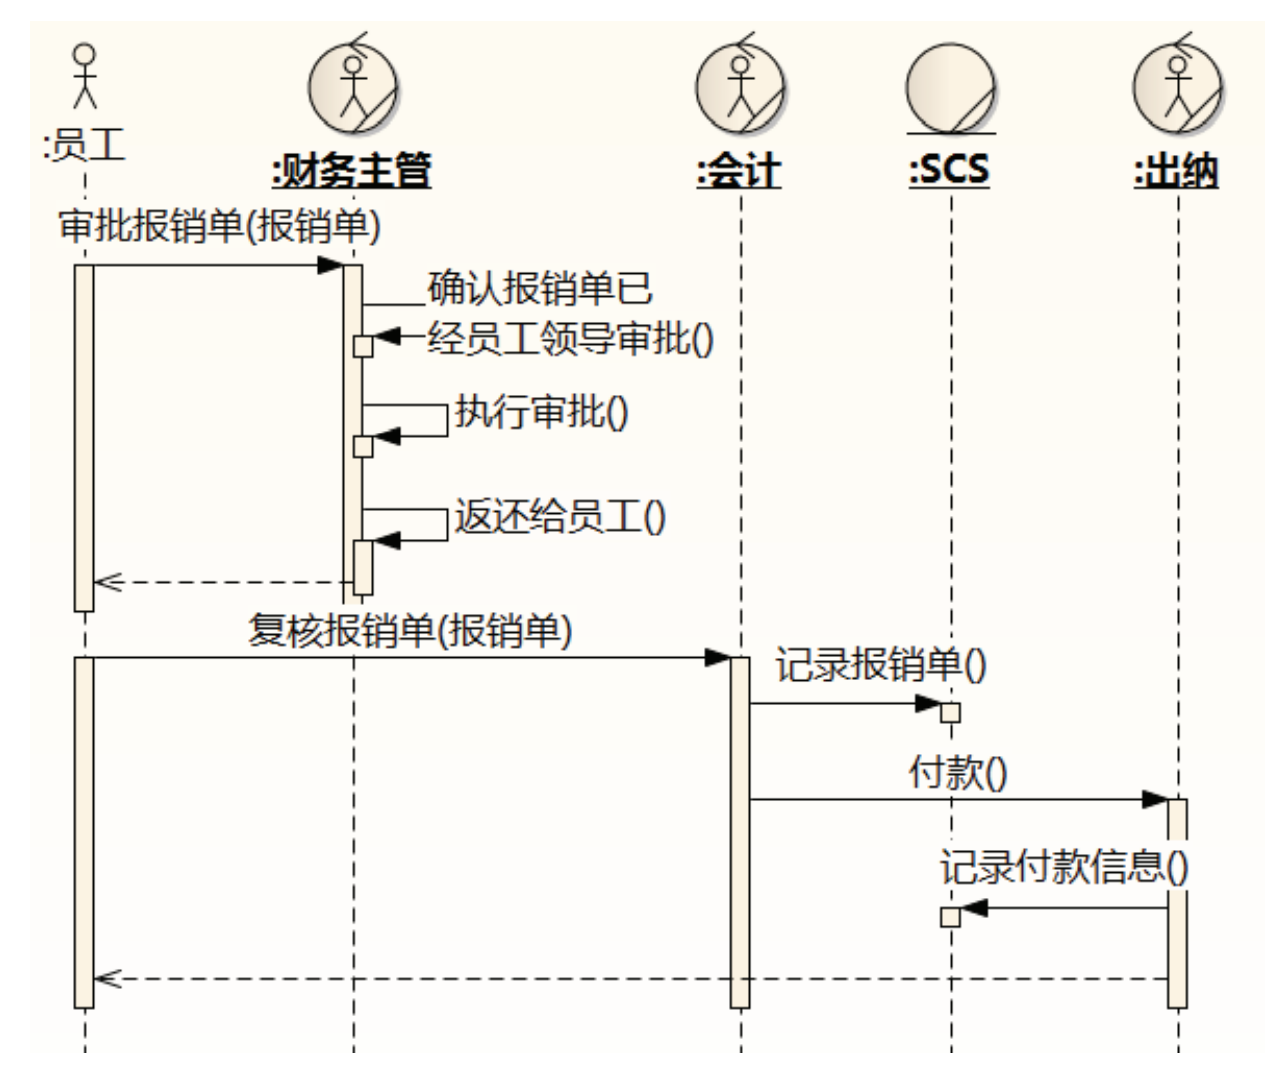 :员工
:财务主管
:会计
:SCS
:出纳
审批报销单(报销单)
确认报销单已
经员工领导审批()
执行审批()
返还给员工()
复核报销单(报销单)
记录报销单()
付款()
记录付款信息()